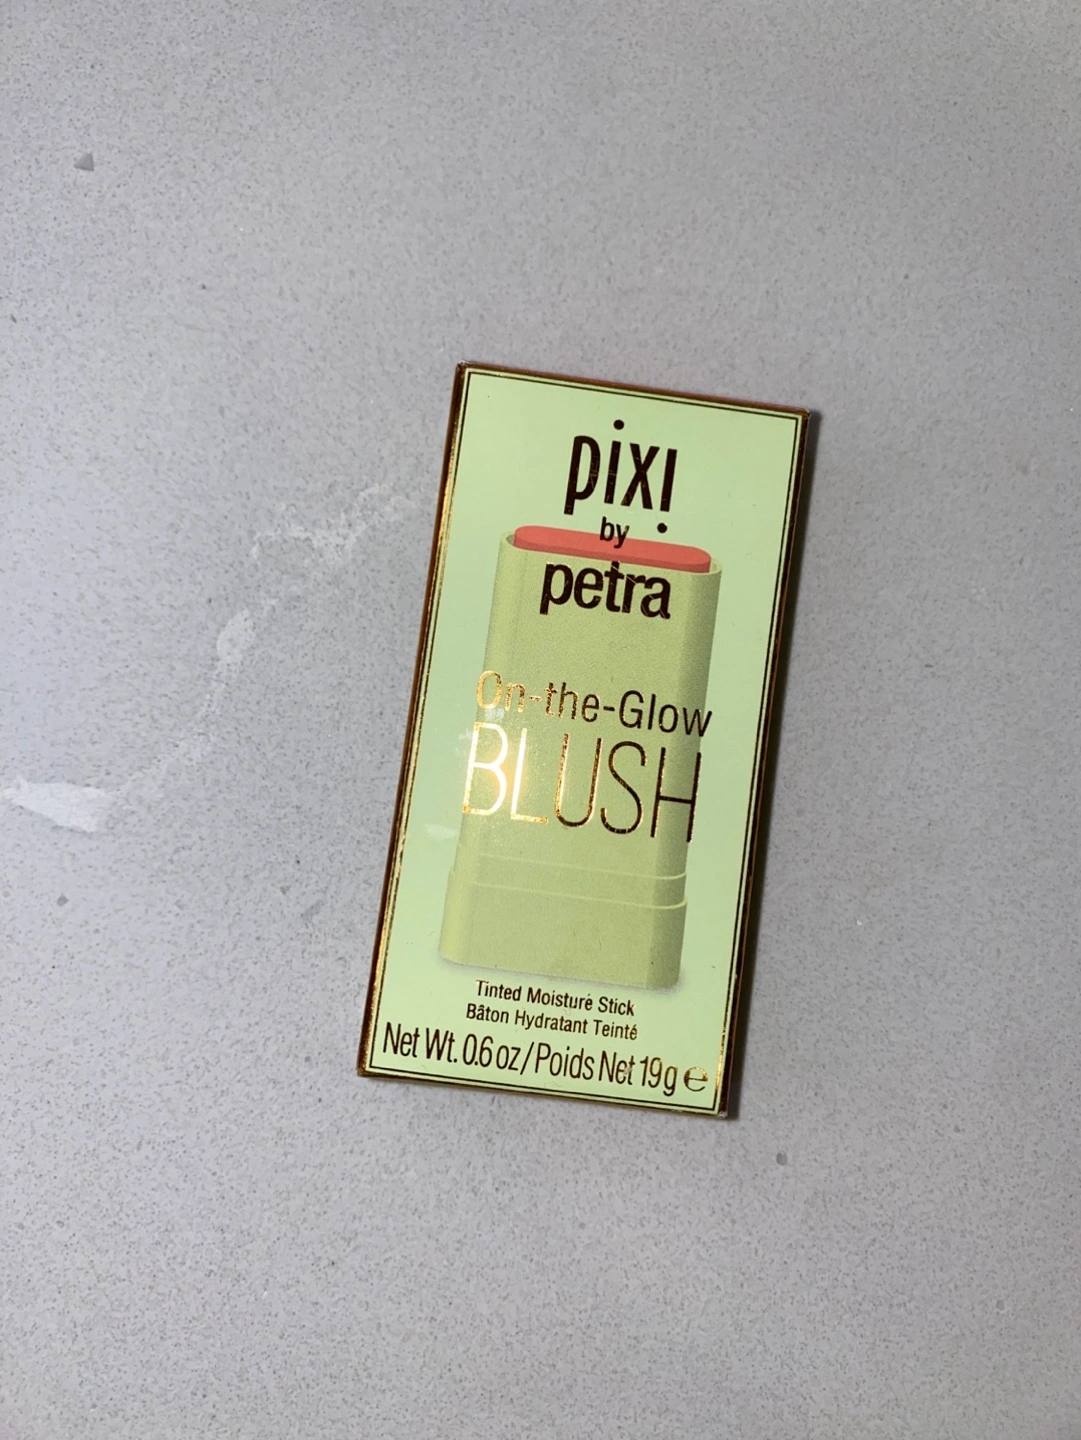 pixi
by
petra
On-the-Glow
BLUSH
Tinted Moisture Stick
Bâton Hydratant Teinté
Net Wt. 0.6 oz/Poids Net 19g ℮